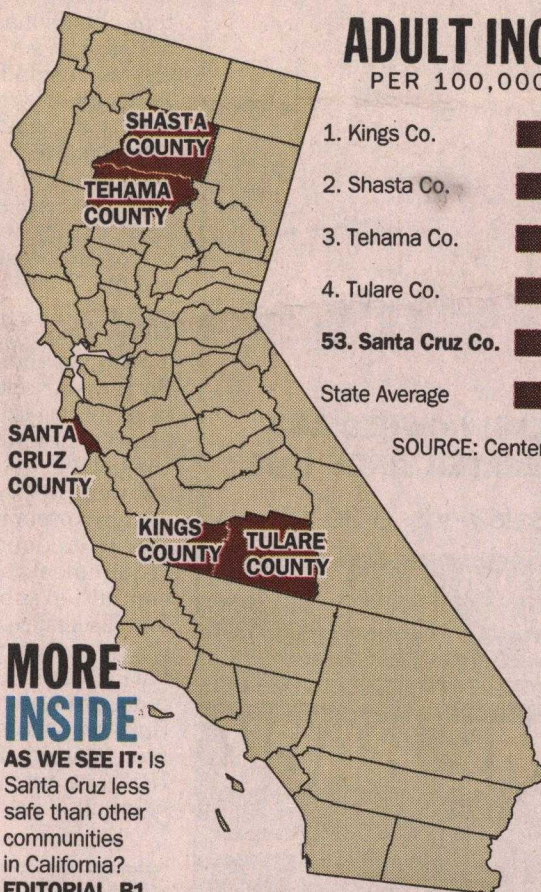 ADULT INC
PER 100,000
1. Kings Co.
2. Shasta Co.
3. Tehama Co.
4. Tulare Co.
53. Santa Cruz Co.
State Average
SOURCE: Center
SHASTA
COUNTY
TEHAMA
COUNTY
SANTA
CRUZ
COUNTY
KINGS
COUNTY
TULARE
COUNTY
MORE
INSIDE
AS WE SEE IT: Is
Santa Cruz less
safe than other
communities
in California?
EDITORIAL, B1